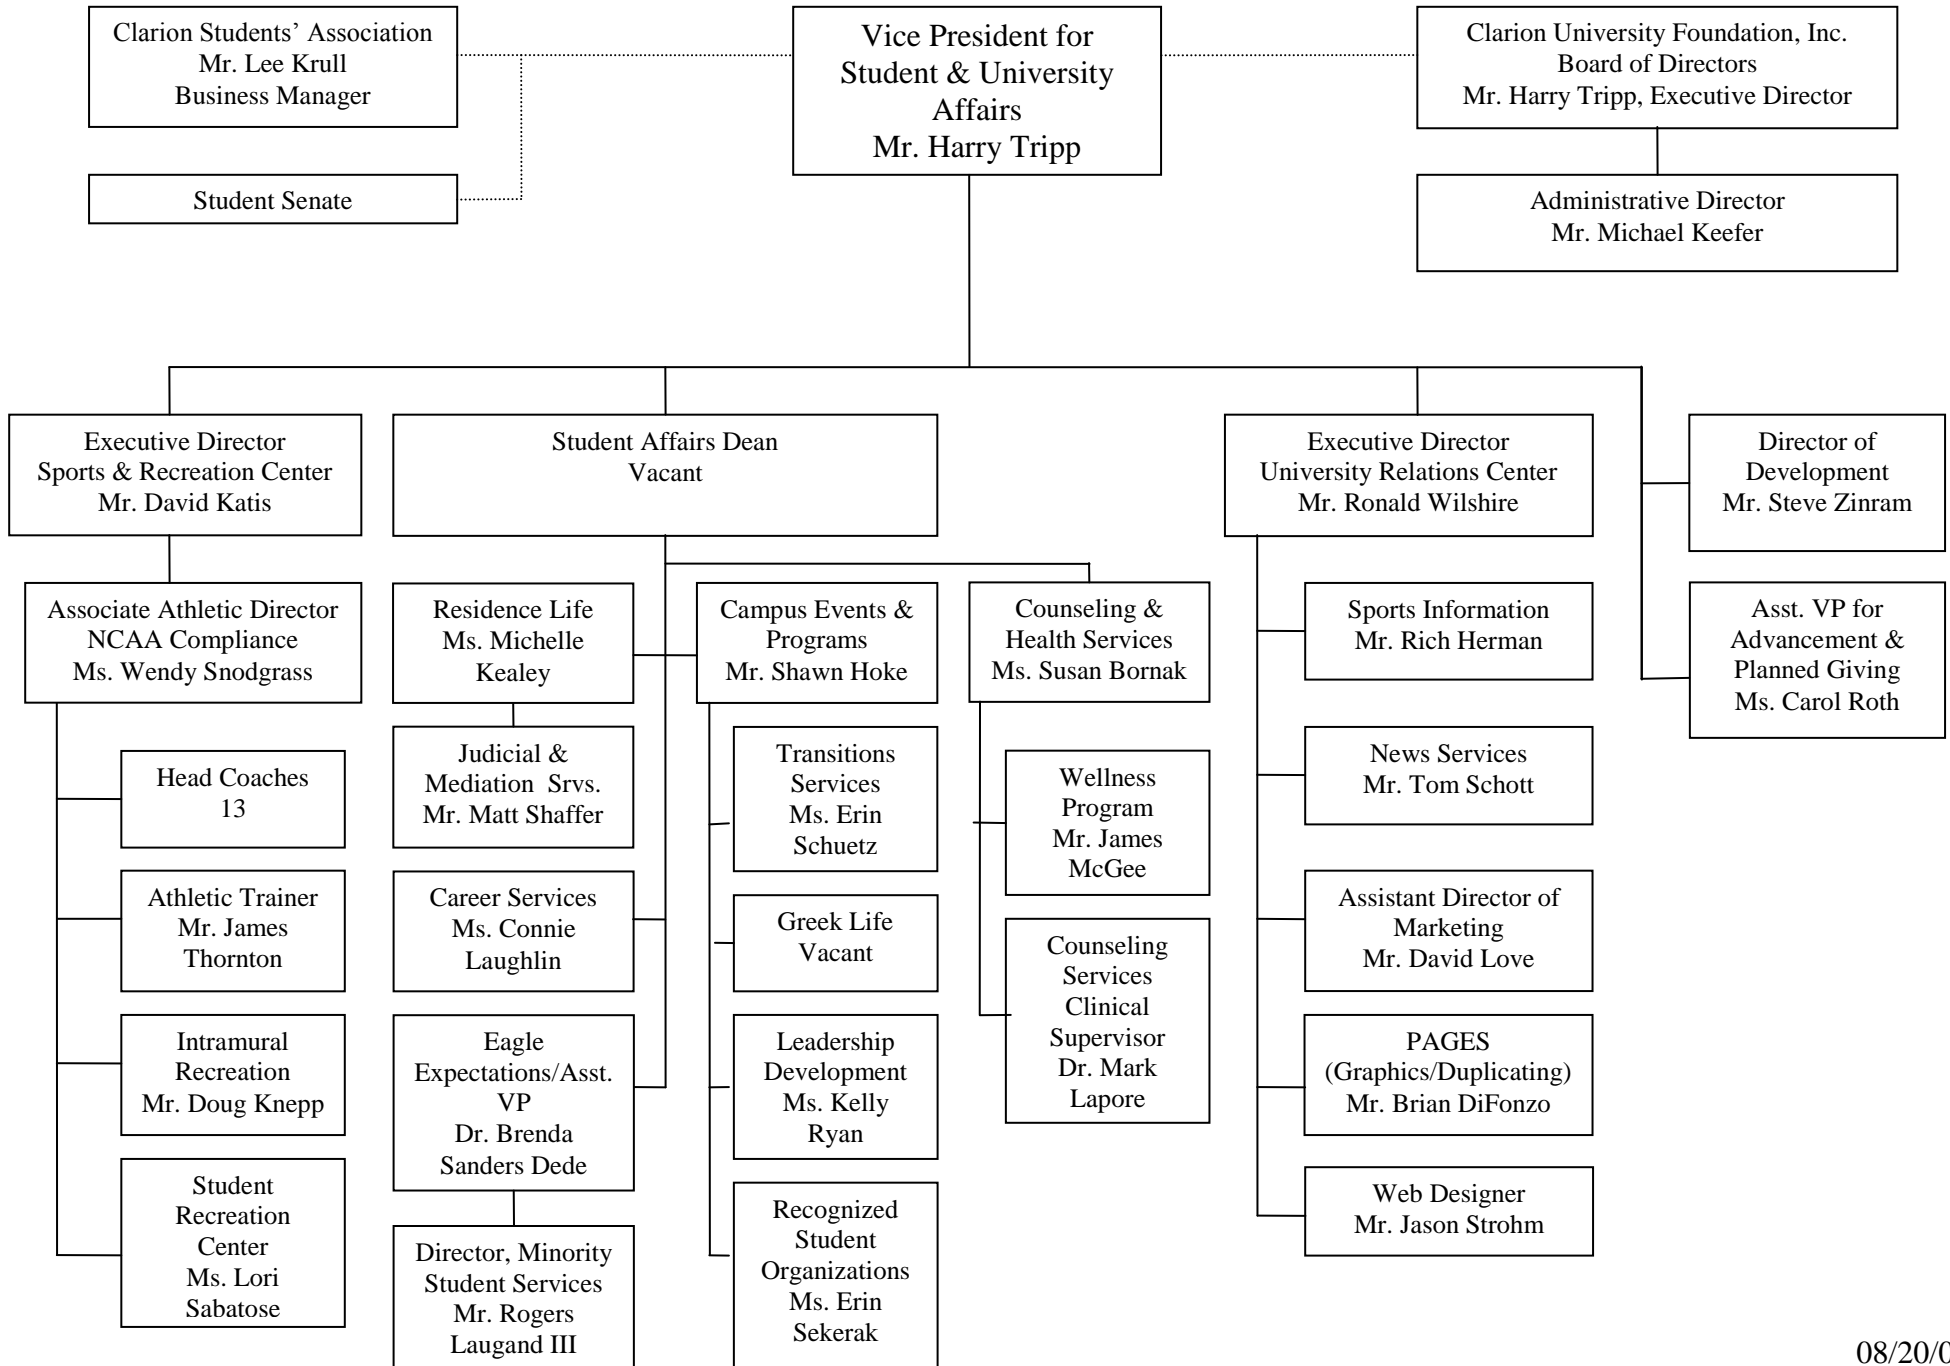 Clarion Students’ Association
Mr. Lee Krull
Business Manager
Vice President for
Student & University
Affairs
Mr. Harry Tripp
Clarion University Foundation, Inc.
Board of Directors
Mr. Harry Tripp, Executive Director
Student Senate
Administrative Director
Mr. Michael Keefer
Executive Director
Sports & Recreation Center
Mr. David Katis
Student Affairs Dean
Vacant
Executive Director
University Relations Center
Mr. Ronald Wilshire
Director of
Development
Mr. Steve Zinram
Associate Athletic Director
NCAA Compliance
Ms. Wendy Snodgrass
Residence Life
Ms. Michelle
Kealey
Campus Events &
Programs
Mr. Shawn Hoke
Counseling &
Health Services
Ms. Susan Bornak
Sports Information
Mr. Rich Herman
Asst. VP for
Advancement &
Planned Giving
Ms. Carol Roth
Head Coaches
13
Judicial &
Mediation Srvs.
Mr. Matt Shaffer
Transitions
Services
Ms. Erin
Schuetz
Wellness
Program
Mr. James
McGee
News Services
Mr. Tom Schott
Athletic Trainer
Mr. James
Thornton
Career Services
Ms. Connie
Laughlin
Greek Life
Vacant
Counseling
Services
Clinical
Supervisor
Dr. Mark
Lapore
Assistant Director of
Marketing
Mr. David Love
Intramural
Recreation
Mr. Doug Knepp
Eagle
Expectations/Asst.
VP
Dr. Brenda
Sanders Dede
Leadership
Development
Ms. Kelly
Ryan
PAGES
(Graphics/Duplicating)
Mr. Brian DiFonzo
Student
Recreation
Center
Ms. Lori
Sabatose
Director, Minority
Student Services
Mr. Rogers
Laugand III
Recognized
Student
Organizations
Ms. Erin
Sekerak
Web Designer
Mr. Jason Strohm
08/20/0